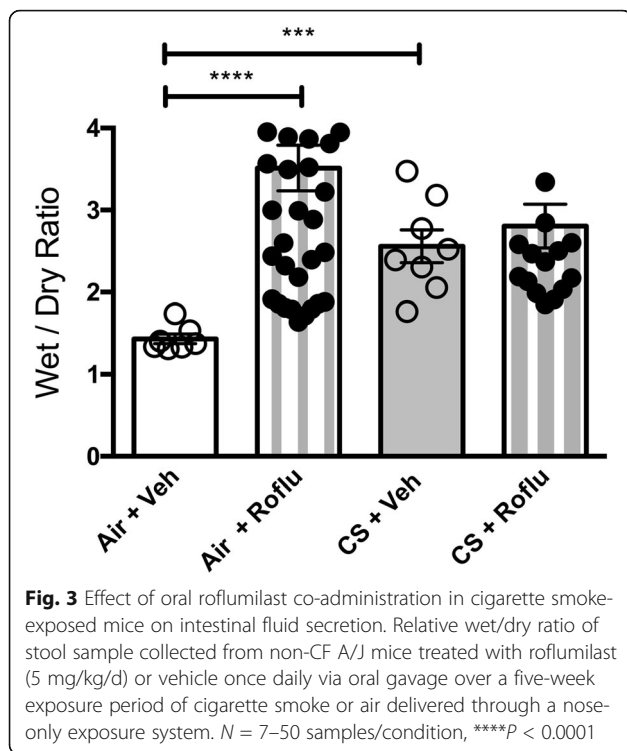 ***
****
4
3
2
1
0
Wet / Dry Ratio
Air + Veh
Air + Roflu
CS + Veh
CS + Roflu
Fig. 3 Effect of oral roflumilast co-administration in cigarette smoke-
exposed mice on intestinal fluid secretion. Relative wet/dry ratio of
stool sample collected from non-CF A/J mice treated with roflumilast
(5 mg/kg/d) or vehicle once daily via oral gavage over a five-week
exposure period of cigarette smoke or air delivered through a nose-
only exposure system. N = 7–50 samples/condition, ****P < 0.0001